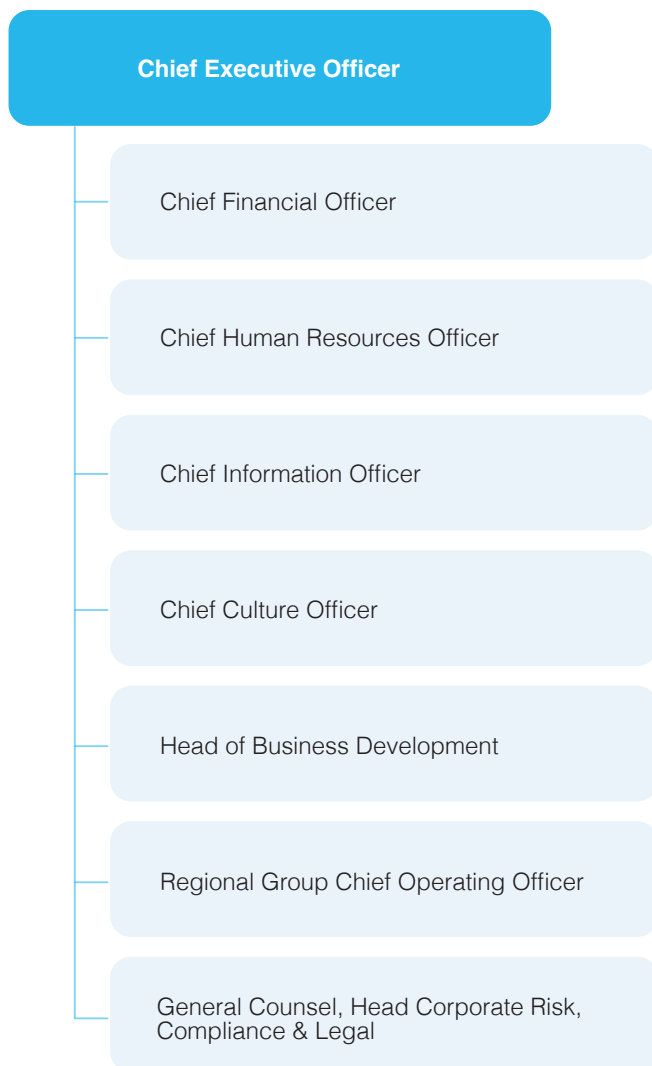 Chief Executive Officer
Chief Financial Officer
Chief Human Resources Officer
Chief Information Officer
Chief Culture Officer
Head of Business Development
Regional Group Chief Operating Officer
General Counsel, Head Corporate Risk,
Compliance & Legal